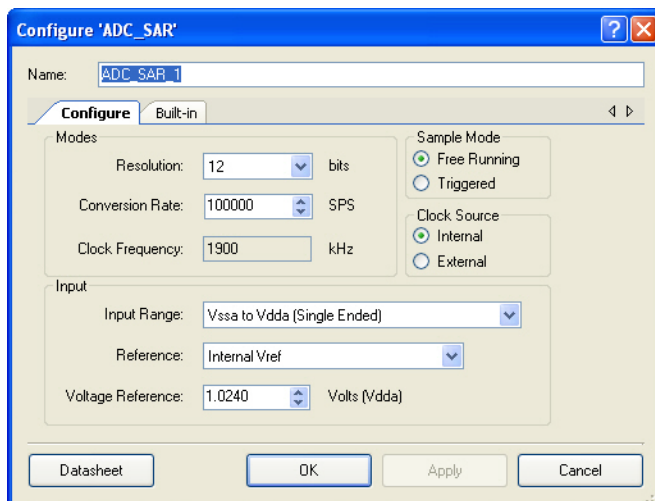 Configure 'ADC_SAR'
Name: ADC_SAR_1
Configure Built-in
Modes
Resolution: 12 bits
Conversion Rate: 100000 SPS
Clock Frequency: 1900 kHz
Sample Mode
Free Running
Triggered
Clock Source
Internal
External
Input
Input Range: Vssa to Vdda (Single Ended)
Reference: Internal Vref
Voltage Reference: 1.0240 Volts (Vdda)
Datasheet OK Apply Cancel